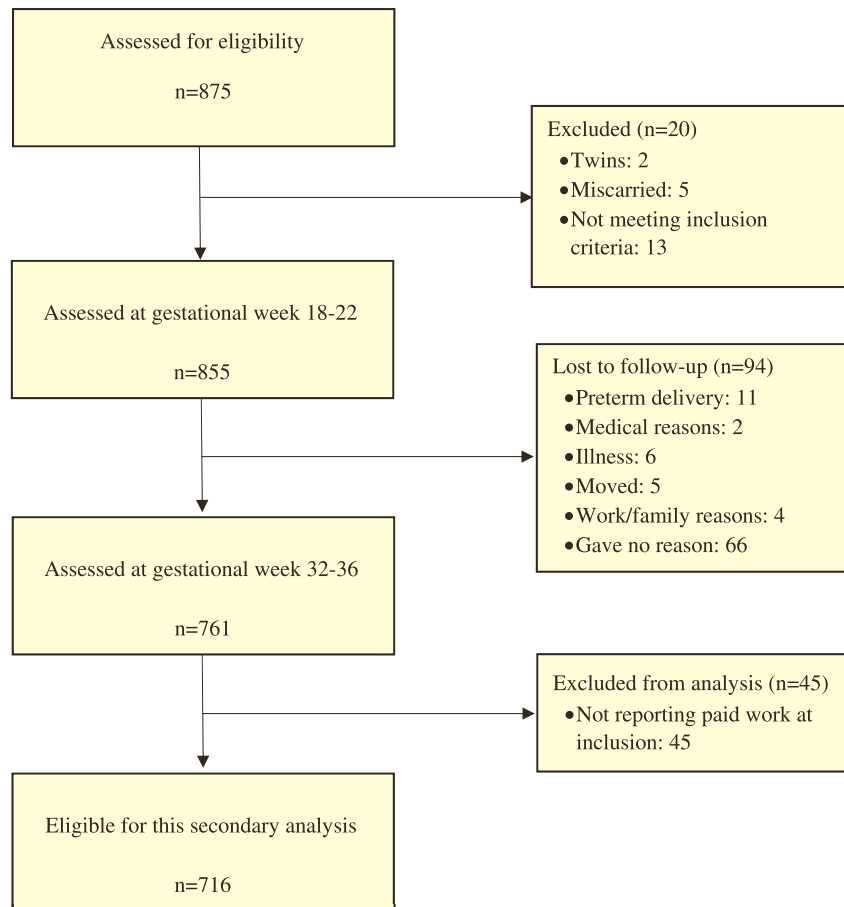 Assessed for eligibility
n=875
Excluded (n=20)
•Twins: 2
•Miscarried: 5
•Not meeting inclusion
criteria: 13
Assessed at gestational week 18-22
n=855
Lost to follow-up (n=94)
•Preterm delivery: 11
•Medical reasons: 2
•Illness: 6
•Moved: 5
•Work/family reasons: 4
•Gave no reason: 66
Assessed at gestational week 32-36
n=761
Excluded from analysis (n=45)
•Not reporting paid work at
inclusion: 45
Eligible for this secondary analysis
n=716